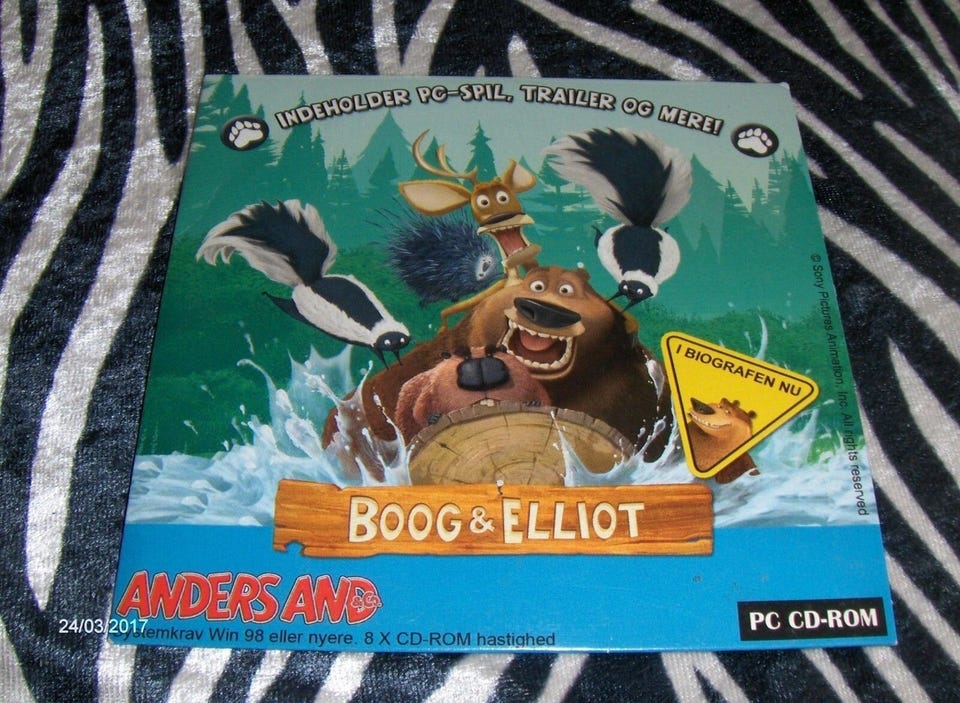 INDEHOLDER PC-SPIL, TRAILER OG MERE!
© Sony Pictures Animation, Inc. All rights reserved
I BIOGRAFEN NU
BOOG & ELLIOT
ANDERS AND
&Co.
PC CD-ROM
24/03/2017
Systemkrav Win 98 eller nyere. 8 X CD-ROM hastighed